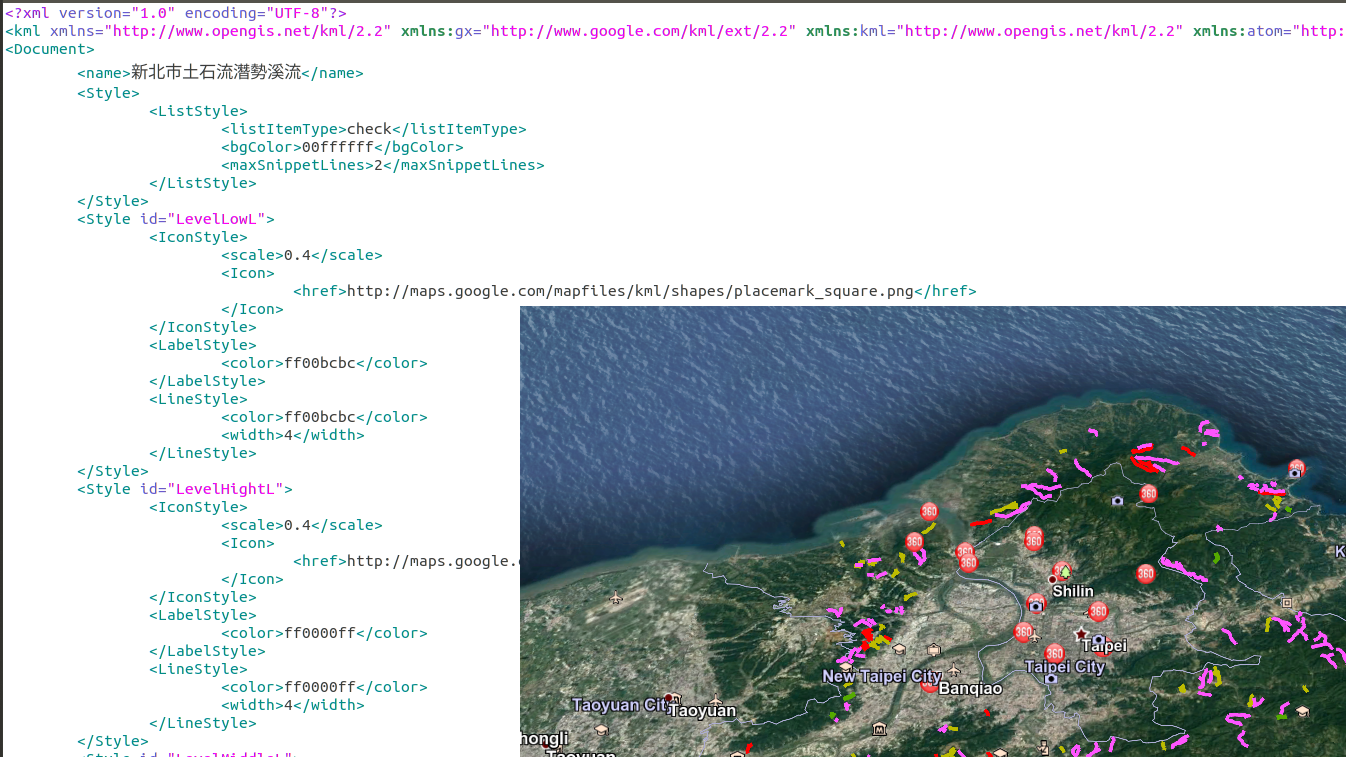 <?xml version="1.0" encoding="UTF-8"?>
<kml xmlns="http://www.opengis.net/kml/2.2" xmlns:gx="http://www.google.com/kml/ext/2.2" xmlns:kml="http://www.opengis.net/kml/2.2" xmlns:atom="http:
<Document>
<name>新北市土石流潛勢溪流</name>
<Style>
<ListStyle>
<listItemType>check</listItemType>
<bgColor>00ffffff</bgColor>
<maxSnippetLines>2</maxSnippetLines>
</ListStyle>
</Style>
<Style id="LevelLowL">
<IconStyle>
<scale>0.4</scale>
<Icon>
<href>http://maps.google.com/mapfiles/kml/shapes/placemark_square.png</href>
</Icon>
</IconStyle>
<LabelStyle>
<color>ff00bcbc</color>
</LabelStyle>
<LineStyle>
<color>ff00bcbc</color>
<width>4</width>
</LineStyle>
</Style>
<Style id="LevelHightL">
<IconStyle>
<scale>0.4</scale>
<Icon>
<href>http://maps.google.
</Icon>
</IconStyle>
<LabelStyle>
<color>ff0000ff</color>
</LabelStyle>
<LineStyle>
<color>ff0000ff</color>
<width>4</width>
</LineStyle>
</Style>
<Style id="LevelMiddleL">
360
360
360
360
360
360
360
360
K
360
360
Shilin
360
360
360
Taipei
360
Taipei City
New Taipei City
Banqiao
Taoyuan Cit
Taoyuan
hongli
Taoyuan